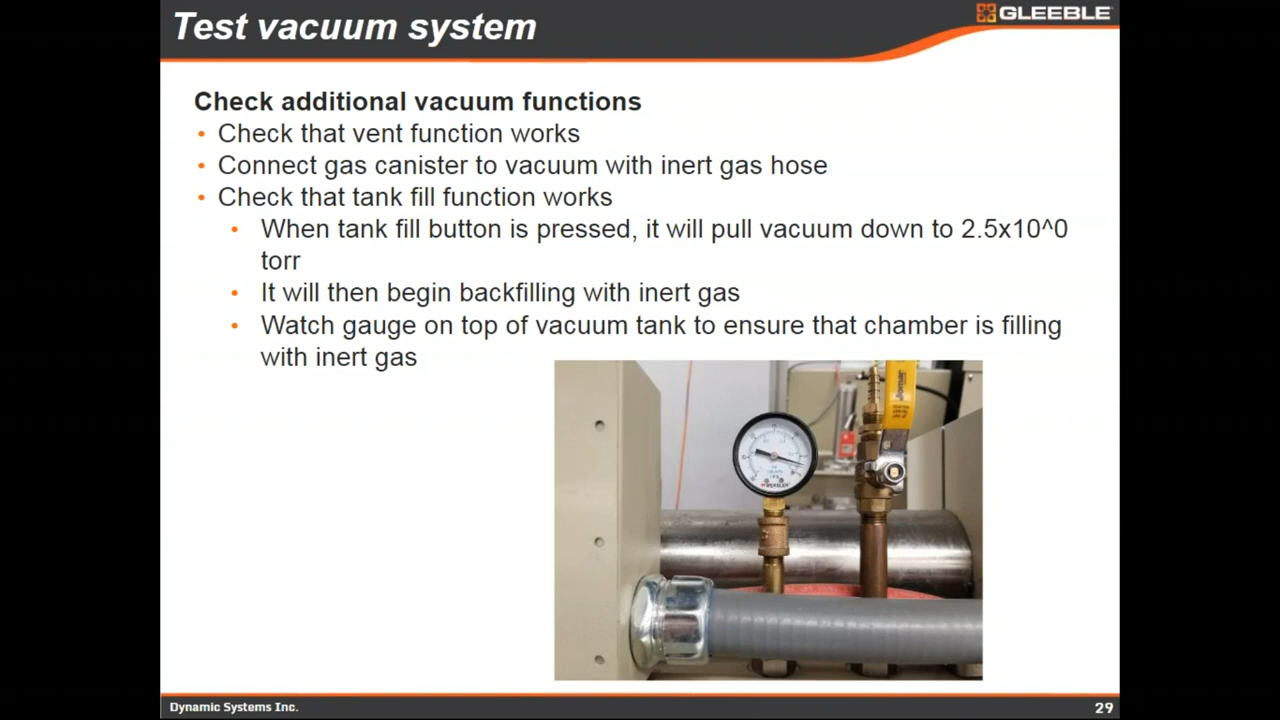 Test vacuum system
GLEEBLE
Check additional vacuum functions
• Check that vent function works
• Connect gas canister to vacuum with inert gas hose
• Check that tank fill function works
• When tank fill button is pressed, it will pull vacuum down to 2.5x10^0
torr
• It will then begin backfilling with inert gas
• Watch gauge on top of vacuum tank to ensure that chamber is filling
with inert gas
Jomar
Dynamic Systems Inc.
29